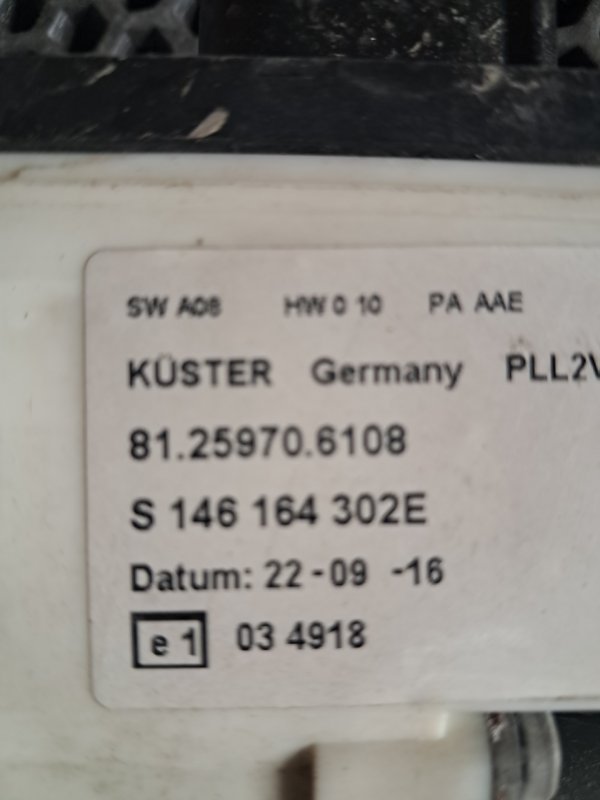 SW A08 HW 0 10 PA AAE
KÜSTER Germany PLL2V
81.25970.6108
S 146 164 302E
Datum: 22-09 -16
e 1 03 4918